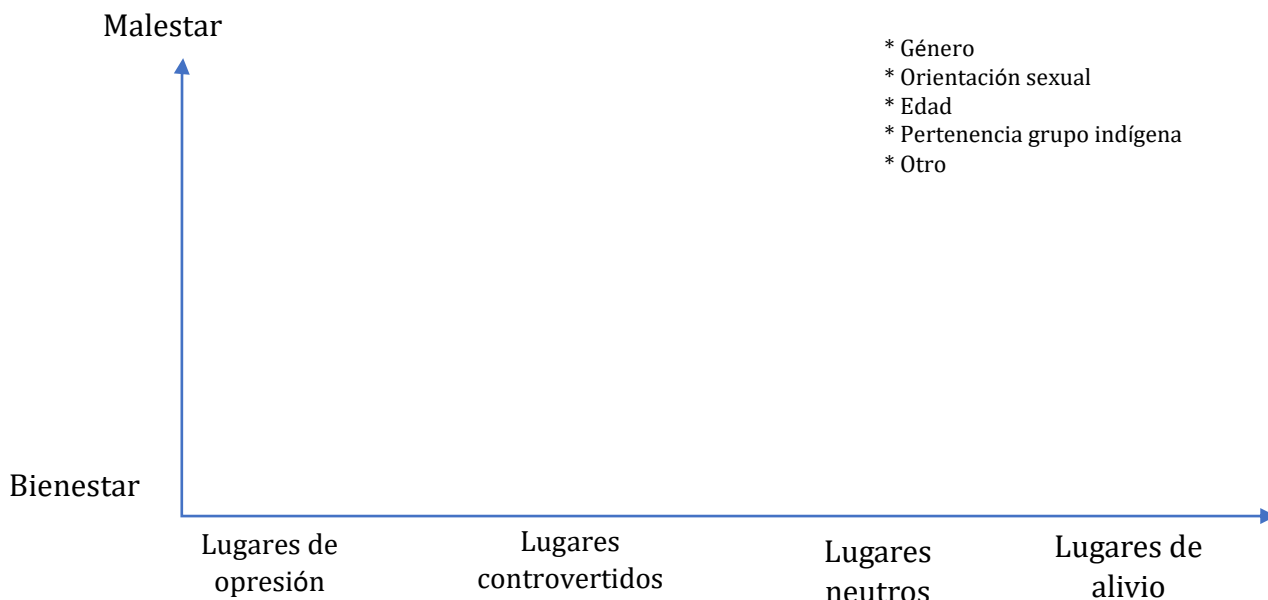 Malestar
* Género
* Orientación sexual
* Edad
* Pertenencia grupo indígena
* Otro
Bienestar
Lugares de
opresión
Lugares
controvertidos
Lugares
neutros
Lugares de
alivio